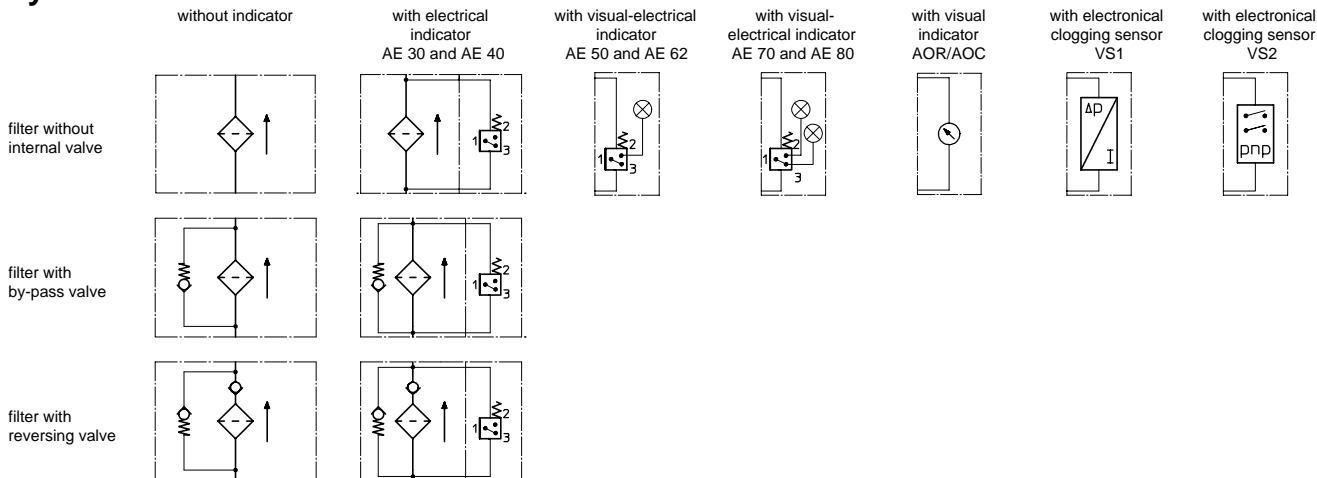 without indicator
with electrical
indicator
AE 30 and AE 40
with visual-electrical
indicator
AE 50 and AE 62
with visual-
electrical indicator
AE 70 and AE 80
with visual
indicator
AOR/AOC
with electronical
clogging sensor
VS1
with electronical
clogging sensor
VS2
filter without
internal valve
1 2 3
1 2 3
1 2 3
Δp
I
pnp
filter with
by-pass valve
1 2 3
filter with
reversing valve
1 2 3